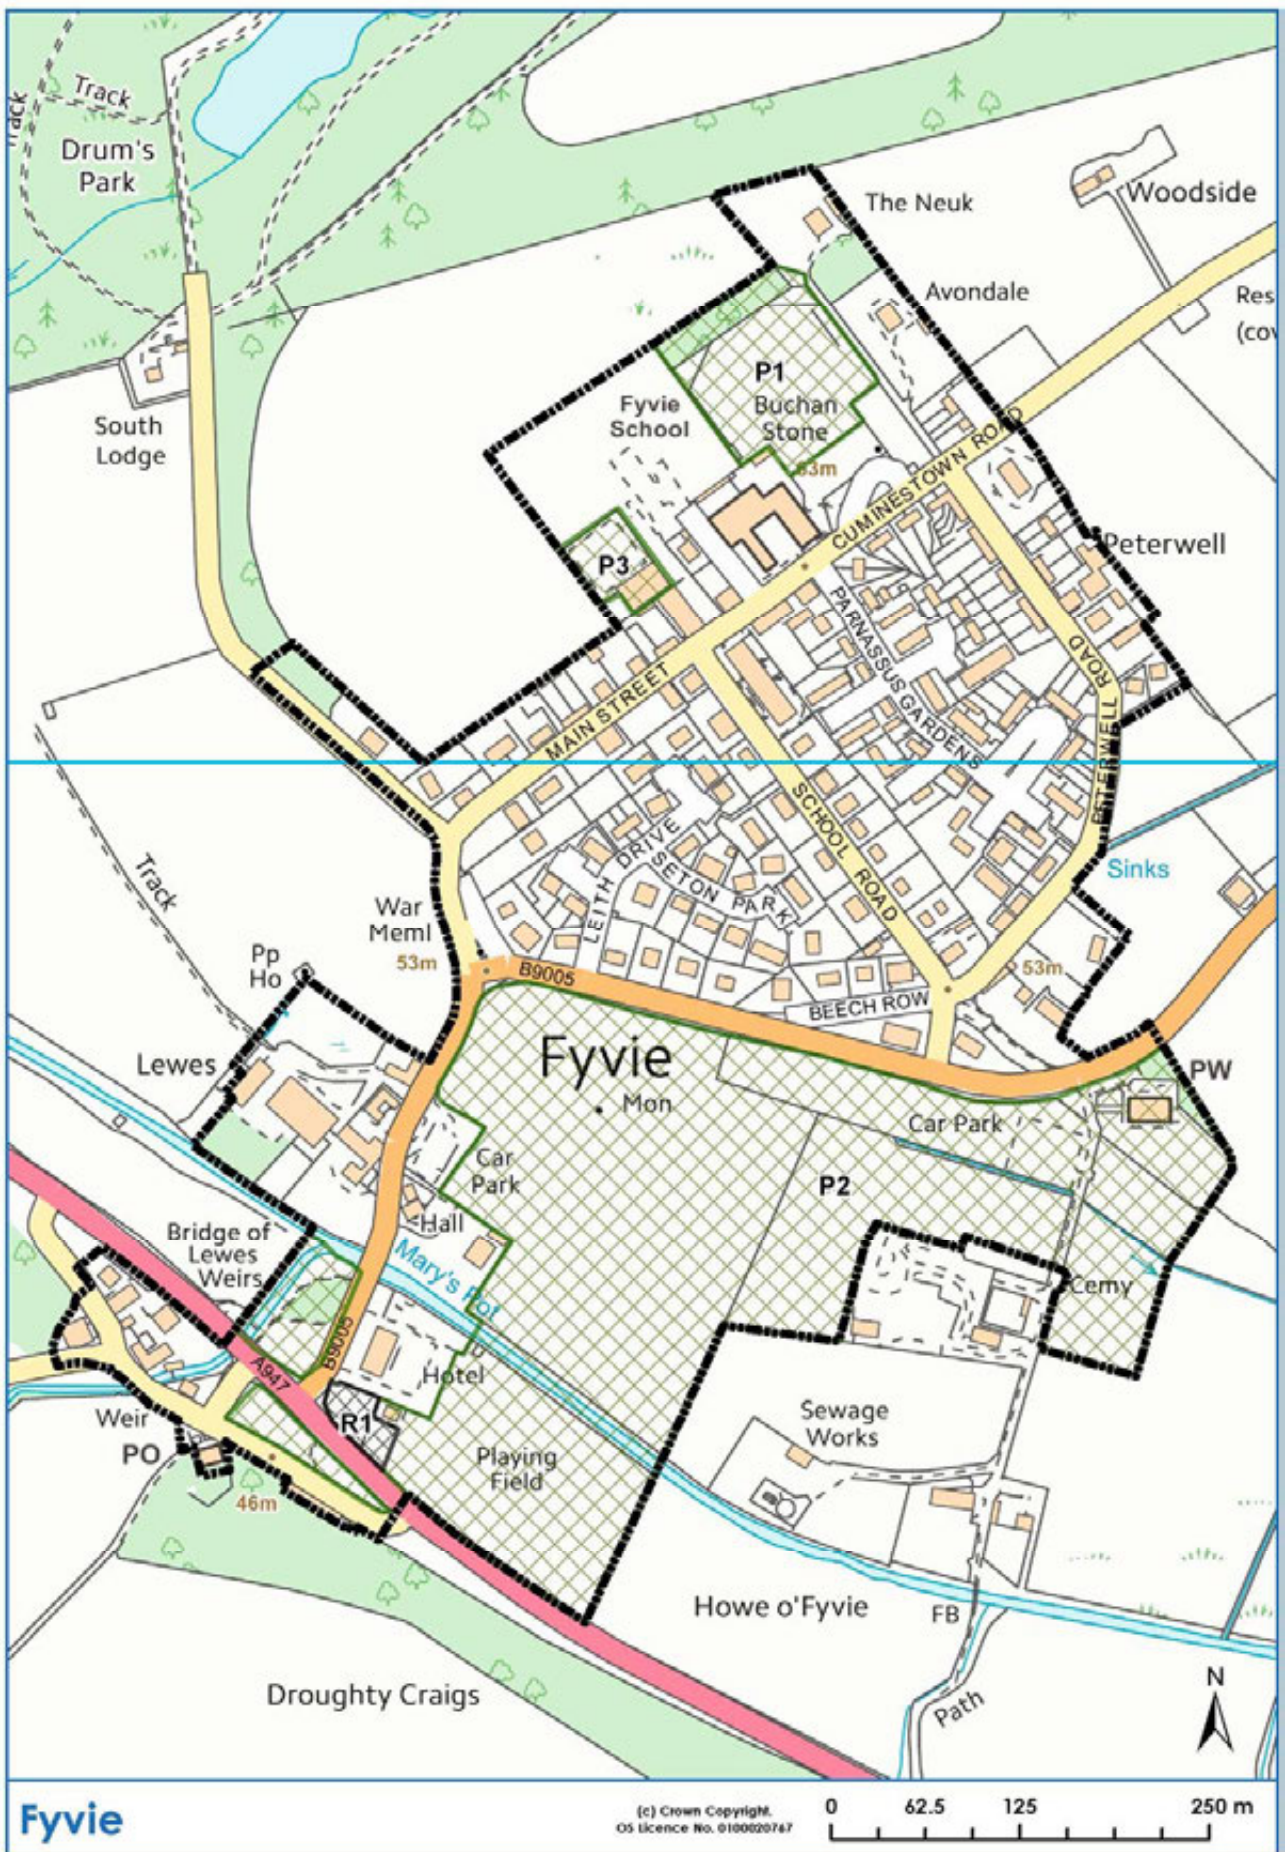 Track
Track
Drum's
Park
The Neuk
Woodside
Avondale
Res
(cov
P1
Buchan
Stone
Fyvie
School
South
Lodge
63m
CUMINESTOWN ROAD
Peterwell
P3
PARNASSUS GARDENS
PETERWELL ROAD
MAIN STREET
SCHOOL ROAD
LEITH DRIVE
SETON PARK
Sinks
Track
War
Meml
53m
Pp
Ho
B9005
53m
BEECH ROW
Lewes
Fyvie
Mon
PW
Car Park
Car
Park
P2
Hall
Bridge of
Lewes
Weirs
Mary's Pot
Cemy
B9005
A947
Hotel
R1
Weir
PO
46m
Playing
Field
Sewage
Works
Howe o'Fyvie
FB
Path
Droughty Craigs
N
Fyvie
(c) Crown Copyright.
OS Licence No. 0100020767
0 62.5 125 250 m